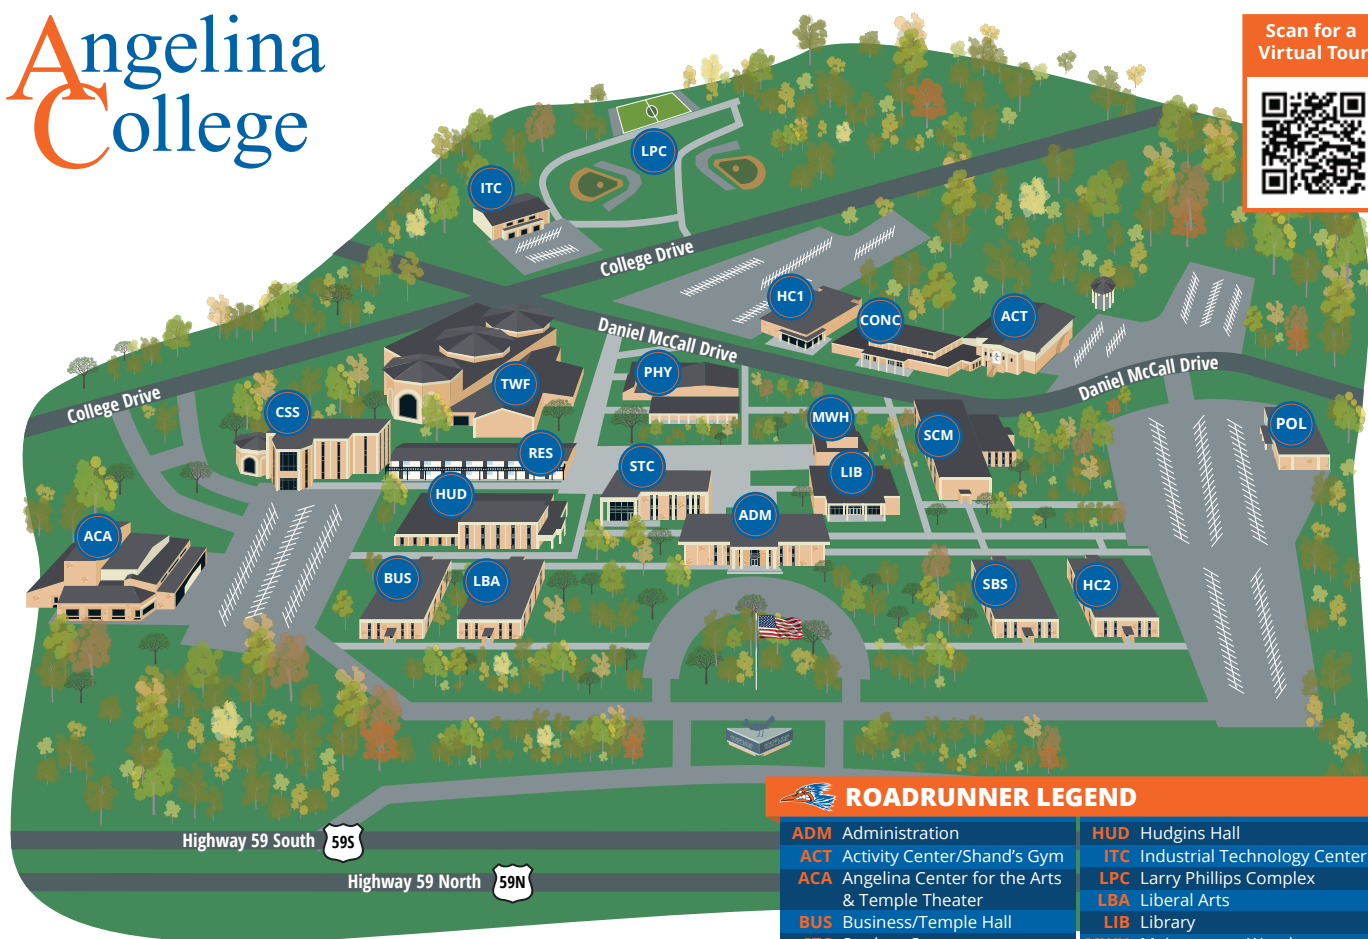 Angelina
College
Scan for a
Virtual Tour
LPC
ITC
College Drive
HC1
CONC
ACT
Daniel McCall Drive
Daniel McCall Drive
College Drive
TWF
PHY
CSS
MWH
SCM
POL
RES
STC
LIB
HUD
ADM
ACA
BUS
LBA
SBS
HC2
Highway 59 South 59S
Highway 59 North 59N
ROADRUNNER LEGEND
ADM Administration
ACT Activity Center/Shand's Gym
ACA Angelina Center for the Arts
& Temple Theater
BUS Business/Temple Hall
HUD Hudgins Hall
ITC Industrial Technology Center
LPC Larry Phillips Complex
LBA Liberal Arts
LIB Library